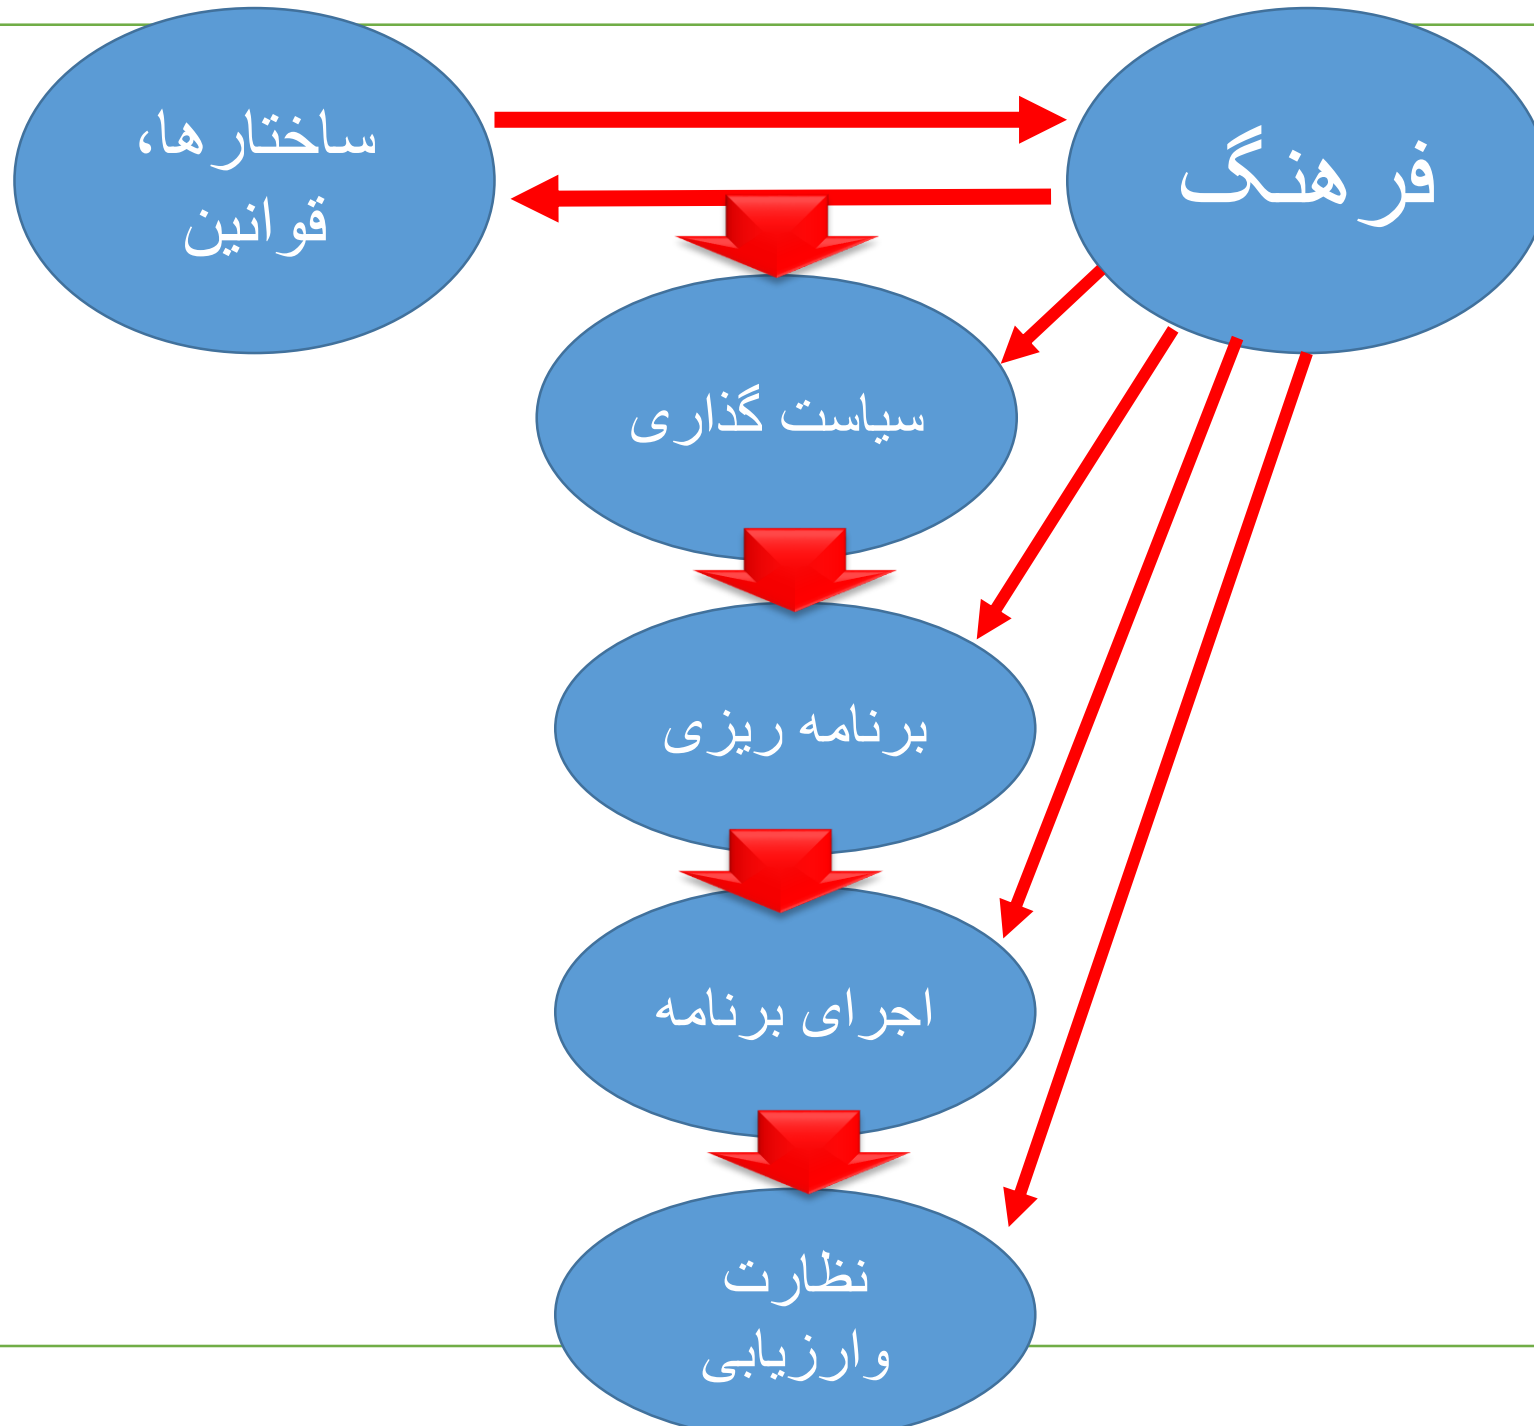 فرهنگ
ساختارها،
قوانین
سیاست گذاری
برنامه ریزی
اجرای برنامه
نظارت
وارزیابی